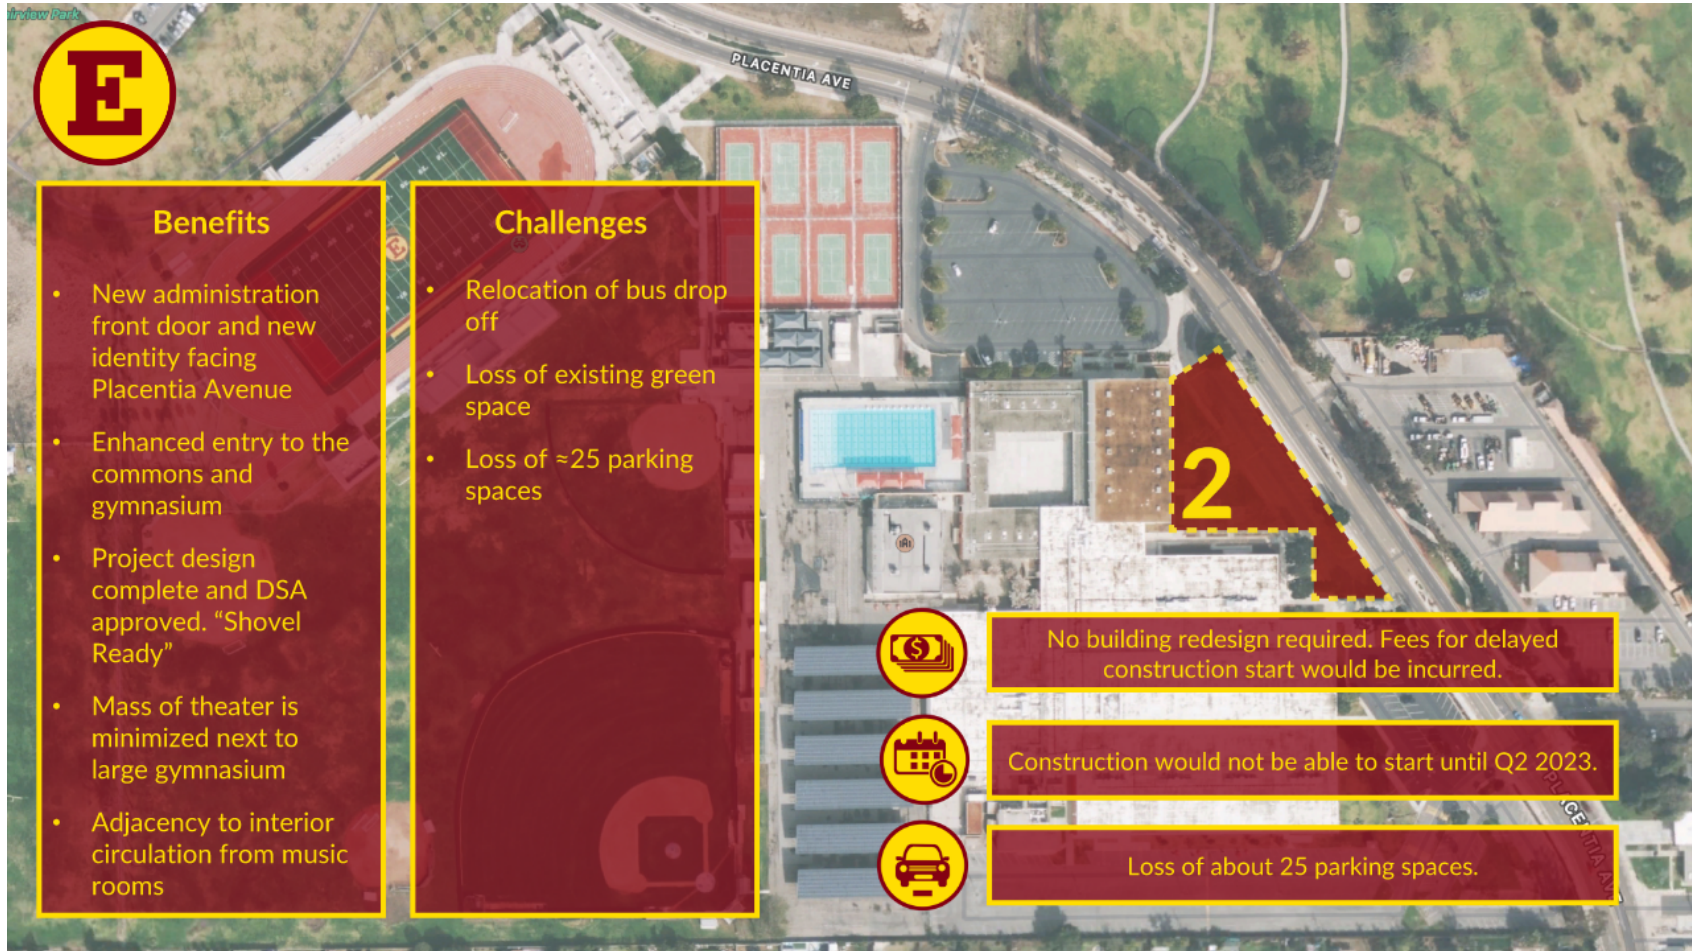 Fairview Park
E
PLACENTIA AVE
Benefits
• New administration
front door and new
identity facing
Placentia Avenue
• Enhanced entry to the
commons and
gymnasium
• Project design
complete and DSA
approved. “Shovel
Ready”
• Mass of theater is
minimized next to
large gymnasium
• Adjacency to interior
circulation from music
rooms
Challenges
• Relocation of bus drop
off
• Loss of existing green
space
• Loss of ≈25 parking
spaces
2
$
No building redesign required. Fees for delayed
construction start would be incurred.
Construction would not be able to start until Q2 2023.
Loss of about 25 parking spaces.
PLACENTIA AVE